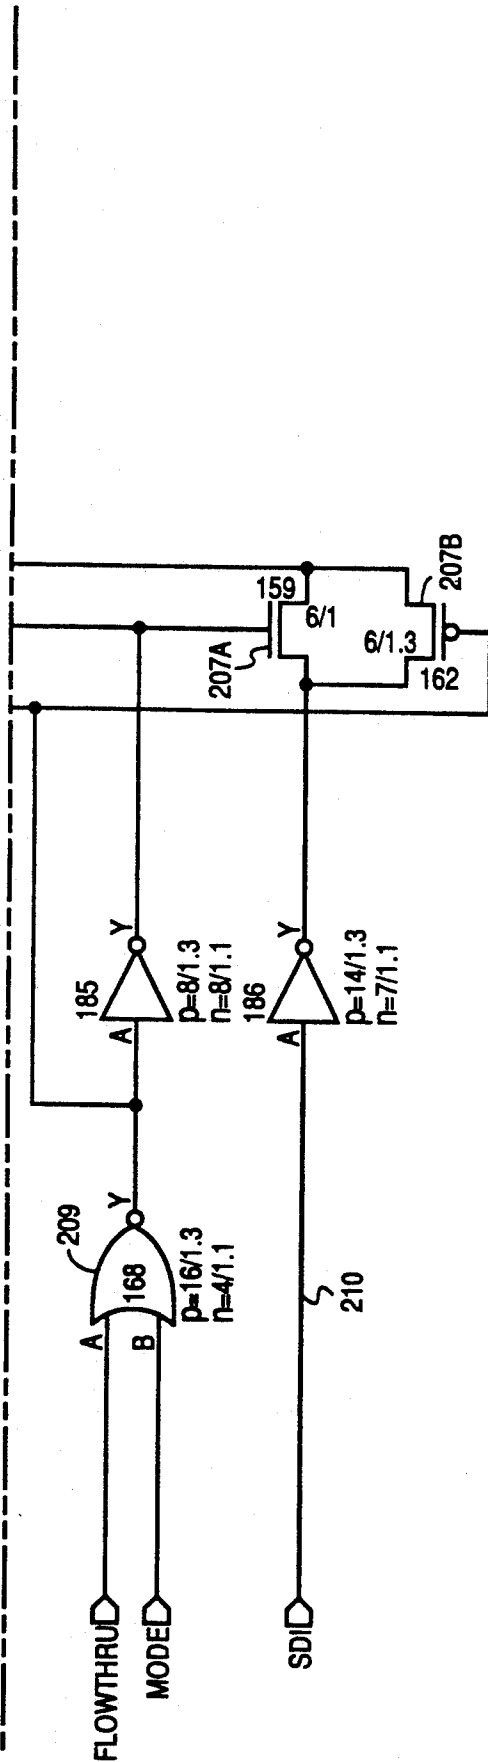 FLOWTHRU
MODE
SDI
A
B
209
168
Y
p=16/1.3
n=4/1.1
210
185
A
Y
p=8/1.3
n=8/1.1
186
A
Y
p=14/1.3
n=7/1.1
207A
159
6/1
6/1.3
162
207B